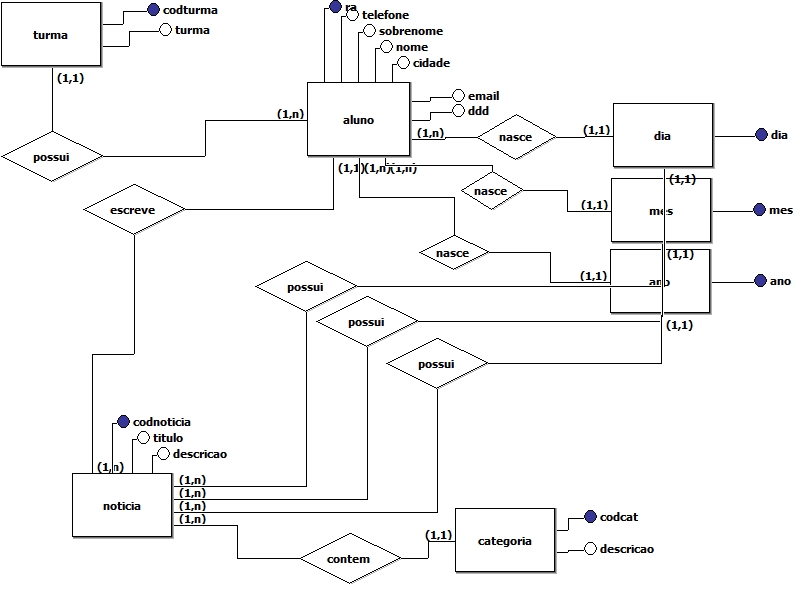 codturma
turma
turma
(1,1)
possui
ra
telefone
sobrenome
nome
cidade
email
ddd
aluno
(1,n)
(1,n)
nasce
(1,1)
dia
dia
(1,1)
(1,1)
(1,n)
(1,n)
nasce
(1,1)
mes
mes
(1,1)
escreve
nasce
(1,1)
ano
ano
(1,1)
possui
possui
possui
codnoticia
titulo
descricao
(1,n)
noticia
(1,n)
(1,n)
(1,n)
(1,n)
contem
(1,1)
categoria
codcat
descricao